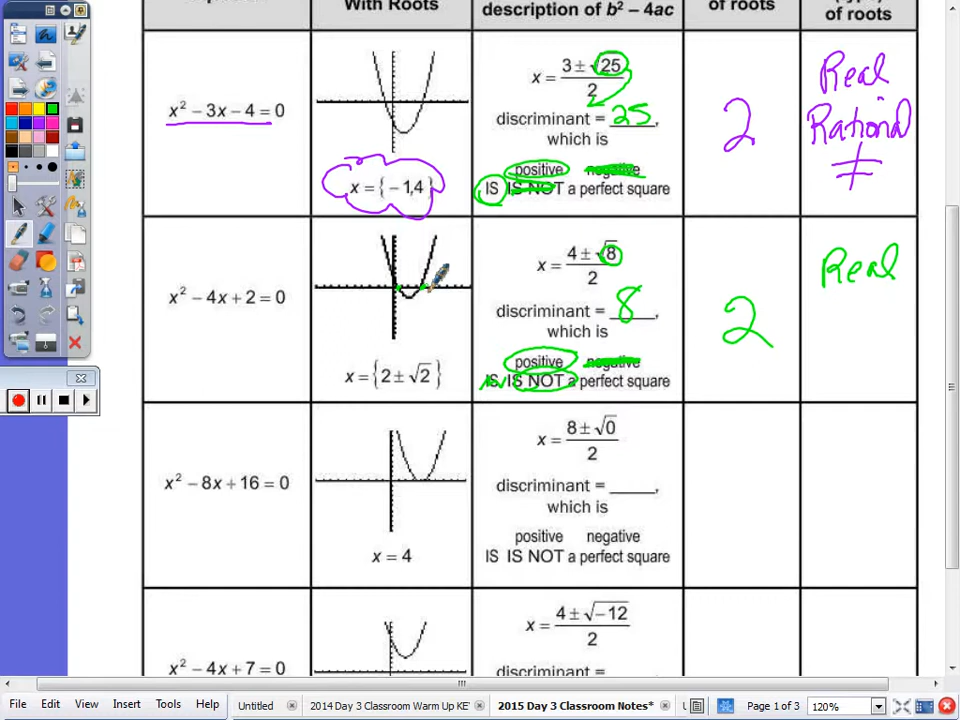 With Roots
description of b² – 4ac
of roots
of roots
x² – 3x – 4 = 0
x = {– 1,4}
x = (3 ± √25)/2
discriminant = 25,
which is
positive negative
IS IS NOT a perfect square
2
Real
Rational
≠
x² – 4x + 2 = 0
x = {2 ± √2}
x = (4 ± √8)/2
discriminant = 8,
which is
positive negative
IS IS NOT a perfect square
2
Real
x² – 8x + 16 = 0
x = 4
x = (8 ± √0)/2
discriminant = _____,
which is
positive negative
IS IS NOT a perfect square
x² – 4x + 7 = 0
x = (4 ± √–12)/2
discriminant =
File Edit View Insert Tools Help
Untitled
2014 Day 3 Classroom Warm Up KE
2015 Day 3 Classroom Notes*
Page 1 of 3
120%